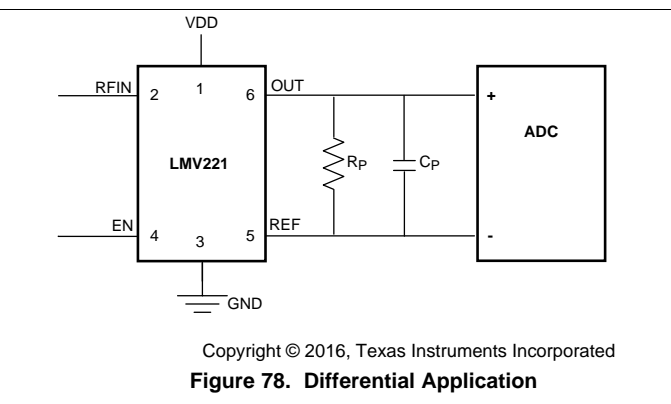 VDD
RFIN 2 1 6 OUT
+
ADC
LMV221
RP
CP
EN 4 3 5 REF
-
GND
Copyright © 2016, Texas Instruments Incorporated
Figure 78. Differential Application